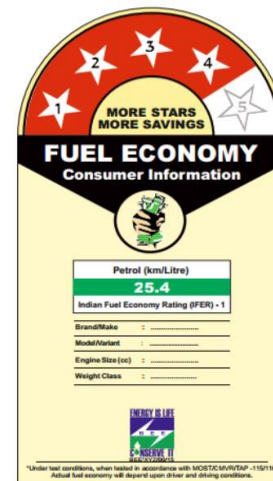 1 2 3 4 5
MORE STARS
MORE SAVINGS
FUEL ECONOMY
Consumer Information
Petrol (km/Litre)
25.4
Indian Fuel Economy Rating (IFER) - 1
Brand/Make : ........................
Model/Variant : ........................
Engine Size (cc) : ........................
Weight Class : ........................
ENERGY IS LIFE
BEE
CONSERVE IT
"Under test conditions, when tested in accordance with MOST/CMVR/TAP -115/116
Actual fuel economy will depend upon driver and driving conditions.